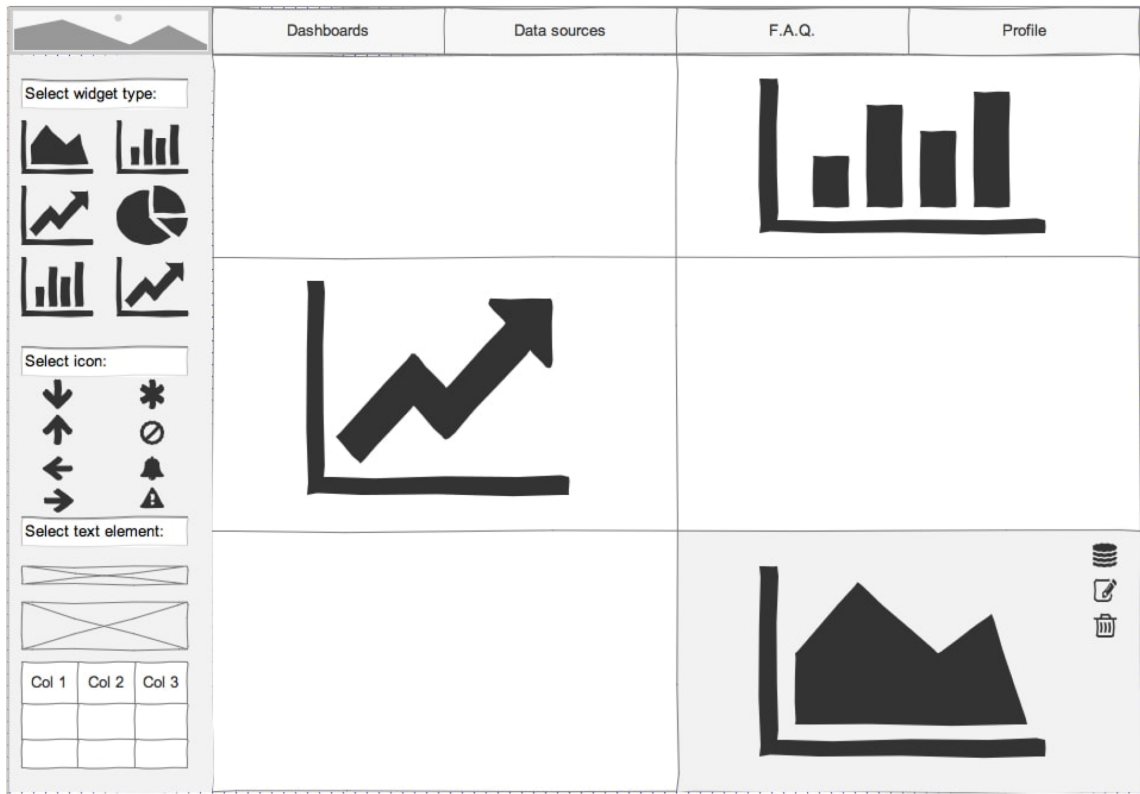 Dashboards
Data sources
F.A.Q.
Profile
Select widget type:
Select icon:
Select text element:
Col 1
Col 2
Col 3